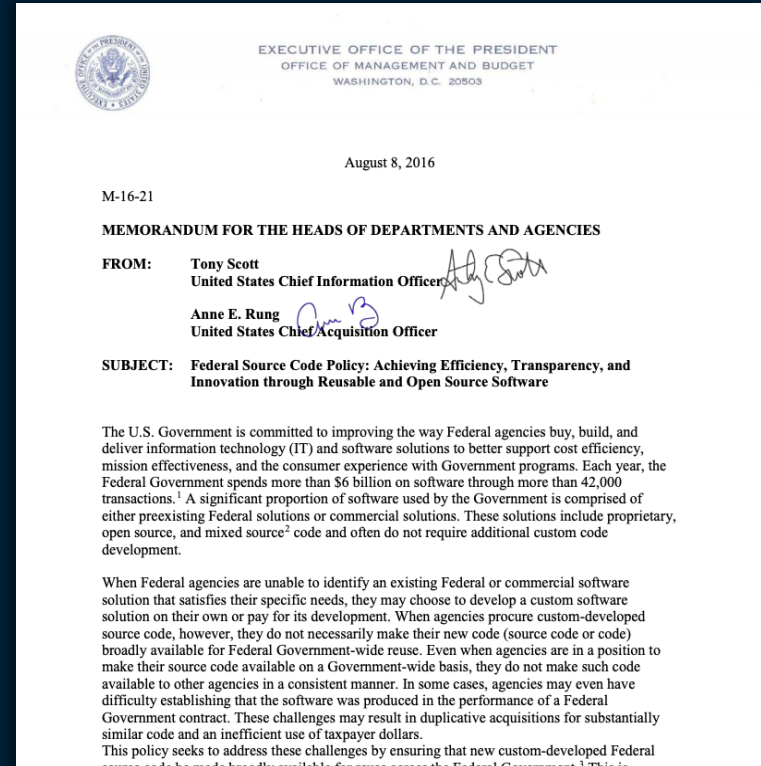 EXECUTIVE OFFICE OF THE PRESIDENT
OFFICE OF MANAGEMENT AND BUDGET
WASHINGTON, D.C. 20503
August 8, 2016
M-16-21
MEMORANDUM FOR THE HEADS OF DEPARTMENTS AND AGENCIES
FROM: Tony Scott
United States Chief Information Officer
Anne E. Rung
United States Chief Acquisition Officer
SUBJECT: Federal Source Code Policy: Achieving Efficiency, Transparency, and
Innovation through Reusable and Open Source Software
The U.S. Government is committed to improving the way Federal agencies buy, build, and
deliver information technology (IT) and software solutions to better support cost efficiency,
mission effectiveness, and the consumer experience with Government programs. Each year, the
Federal Government spends more than $6 billion on software through more than 42,000
transactions.¹ A significant proportion of software used by the Government is comprised of
either preexisting Federal solutions or commercial solutions. These solutions include proprietary,
open source, and mixed source² code and often do not require additional custom code
development.
When Federal agencies are unable to identify an existing Federal or commercial software
solution that satisfies their specific needs, they may choose to develop a custom software
solution on their own or pay for its development. When agencies procure custom-developed
source code, however, they do not necessarily make their new code (source code or code)
broadly available for Federal Government-wide reuse. Even when agencies are in a position to
make their source code available on a Government-wide basis, they do not make such code
available to other agencies in a consistent manner. In some cases, agencies may even have
difficulty establishing that the software was produced in the performance of a Federal
Government contract. These challenges may result in duplicative acquisitions for substantially
similar code and an inefficient use of taxpayer dollars.
This policy seeks to address these challenges by ensuring that new custom-developed Federal